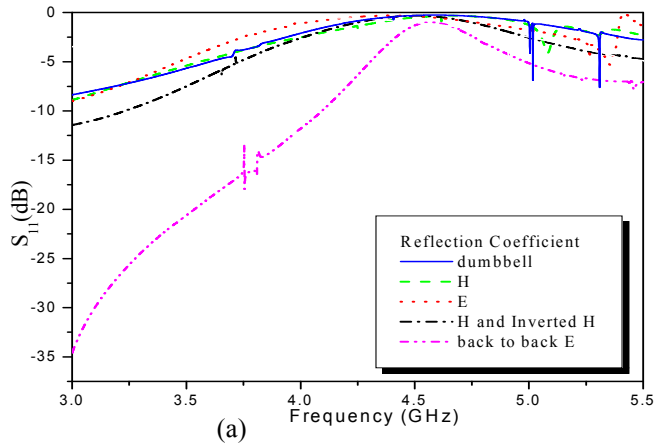 0
-5
-10
-15
-20
-25
-30
-35
S11(dB)
Reflection Coefficient
dumbbell
H
E
H and Inverted H
back to back E
3.0 3.5 4.0 4.5 5.0 5.5
Frequency (GHz)
(a)